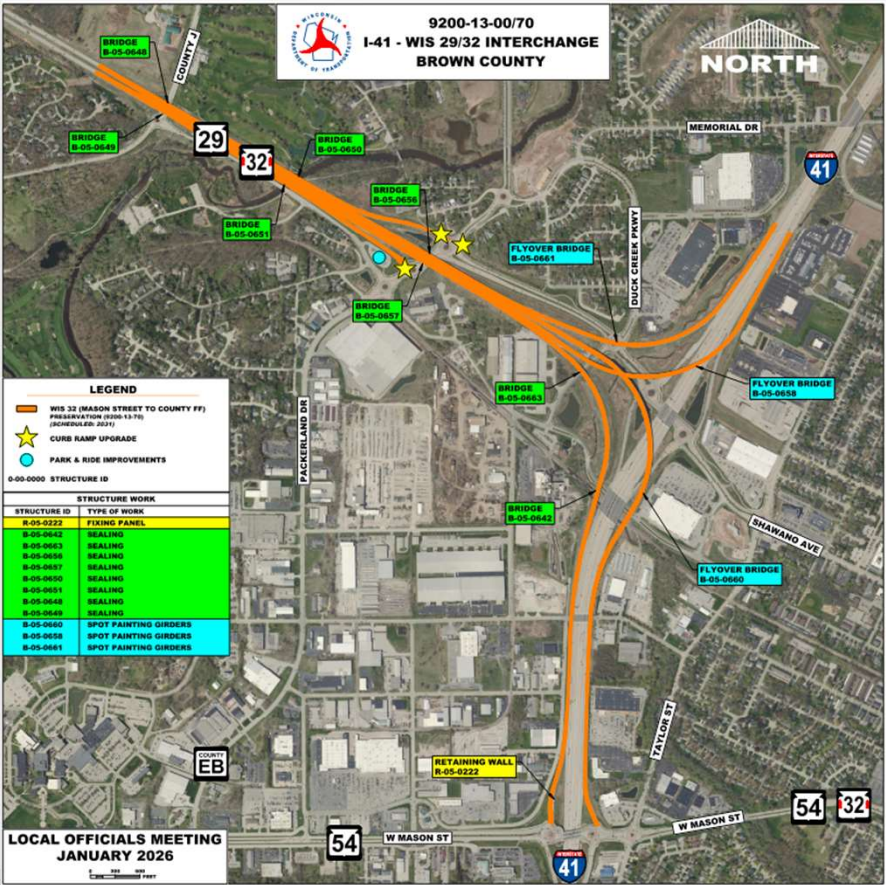 9200-13-00/70
I-41 - WIS 29/32 INTERCHANGE
BROWN COUNTY
WISCONSIN
DEPARTMENT OF TRANSPORTATION
NORTH
BRIDGE
B-05-0648
COUNTY J
BRIDGE
B-05-0649
29
32
BRIDGE
B-05-0650
MEMORIAL DR
INTERSTATE
41
BRIDGE
B-05-0656
BRIDGE
B-05-0651
DUCK CREEK PKWY
FLYOVER BRIDGE
B-05-0661
BRIDGE
B-05-0657
BRIDGE
B-05-0663
FLYOVER BRIDGE
B-05-0658
PACKERLAND DR
LEGEND
WIS 32 (MASON STREET TO COUNTY FF)
PRESERVATION (9200-13-70)
(SCHEDULED: 2031)
CURB RAMP UPGRADE
PARK & RIDE IMPROVEMENTS
0-00-0000 STRUCTURE ID
STRUCTURE WORK
STRUCTURE ID TYPE OF WORK
R-05-0222 FIXING PANEL
B-05-0642 SEALING
B-05-0663 SEALING
B-05-0656 SEALING
B-05-0657 SEALING
B-05-0650 SEALING
B-05-0651 SEALING
B-05-0648 SEALING
B-05-0649 SEALING
B-05-0660 SPOT PAINTING GIRDERS
B-05-0658 SPOT PAINTING GIRDERS
B-05-0661 SPOT PAINTING GIRDERS
BRIDGE
B-05-0642
SHAWANO AVE
FLYOVER BRIDGE
B-05-0660
TAYLOR ST
COUNTY
EB
RETAINING WALL
R-05-0222
54
32
W MASON ST
54
W MASON ST
INTERSTATE
41
LOCAL OFFICIALS MEETING
JANUARY 2026
0
FEET